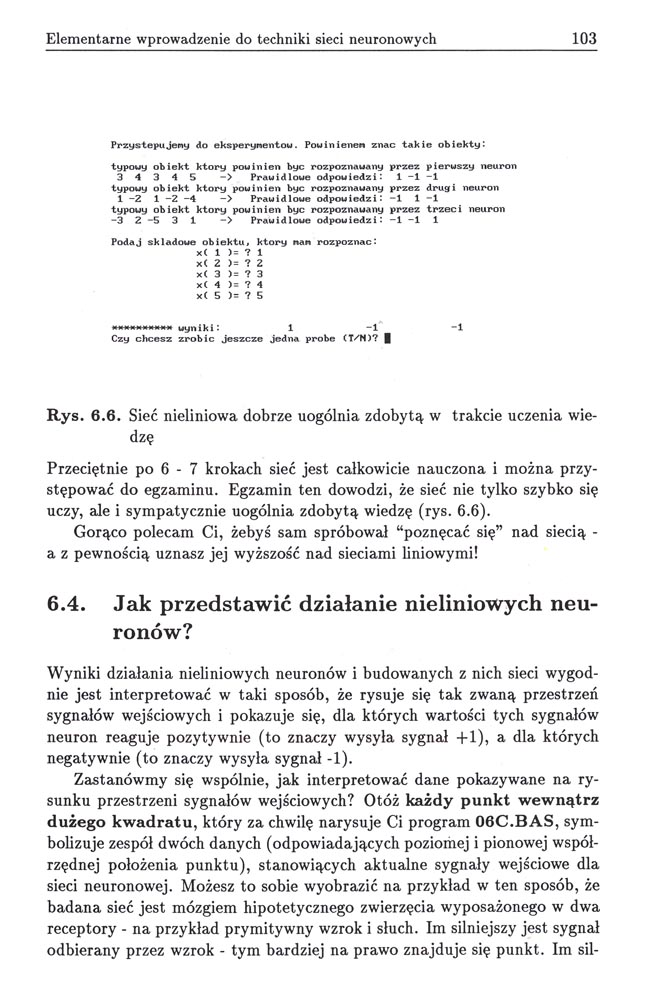 Elementarne wprowadzenie do techniki sieci neuronowych 103
Przystepujemy do eksperymentow. Powinienem znac takie obiekty:
typowy obiekt ktory powinien byc rozpoznawany przez pierwszy neuron
3 4 3 4 5 -> Prawidlowe odpowiedzi: 1 -1 -1
typowy obiekt ktory powinien byc rozpoznawany przez drugi neuron
1 -2 1 -2 -4 -> Prawidlowe odpowiedzi: -1 1 -1
typowy obiekt ktory powinien byc rozpoznawany przez trzeci neuron
-3 2 -5 3 1 -> Prawidlowe odpowiedzi: -1 -1 1
Podaj skladowe obiektu, ktory mam rozpoznac:
x( 1 )= ? 1
x( 2 )= ? 2
x( 3 )= ? 3
x( 4 )= ? 4
x( 5 )= ? 5
********** wyniki: 1 -1 -1
Czy chcesz zrobic jeszcze jedna probe (T/N)?
Rys. 6.6. Sieć nieliniowa dobrze uogólnia zdobytą w trakcie uczenia wie-
dzę
Przeciętnie po 6 - 7 krokach sieć jest całkowicie nauczona i można przy-
stępować do egzaminu. Egzamin ten dowodzi, że sieć nie tylko szybko się
uczy, ale i sympatycznie uogólnia zdobytą wiedzę (rys. 6.6).
Gorąco polecam Ci, żebyś sam spróbował “poznęcać się” nad siecią -
a z pewnością uznasz jej wyższość nad sieciami liniowymi!
6.4. Jak przedstawić działanie nieliniowych neu-
ronów?
Wyniki działania nieliniowych neuronów i budowanych z nich sieci wygod-
nie jest interpretować w taki sposób, że rysuje się tak zwaną przestrzeń
sygnałów wejściowych i pokazuje się, dla których wartości tych sygnałów
neuron reaguje pozytywnie (to znaczy wysyła sygnał +1), a dla których
negatywnie (to znaczy wysyła sygnał -1).
Zastanówmy się wspólnie, jak interpretować dane pokazywane na ry-
sunku przestrzeni sygnałów wejściowych? Otóż każdy punkt wewnątrz
dużego kwadratu, który za chwilę narysuje Ci program 06C.BAS, sym-
bolizuje zespół dwóch danych (odpowiadających poziomej i pionowej współ-
rzędnej położenia punktu), stanowiących aktualne sygnały wejściowe dla
sieci neuronowej. Możesz to sobie wyobrazić na przykład w ten sposób, że
badana sieć jest mózgiem hipotetycznego zwierzęcia wyposażonego w dwa
receptory - na przykład prymitywny wzrok i słuch. Im silniejszy jest sygnał
odbierany przez wzrok - tym bardziej na prawo znajduje się punkt. Im sil-